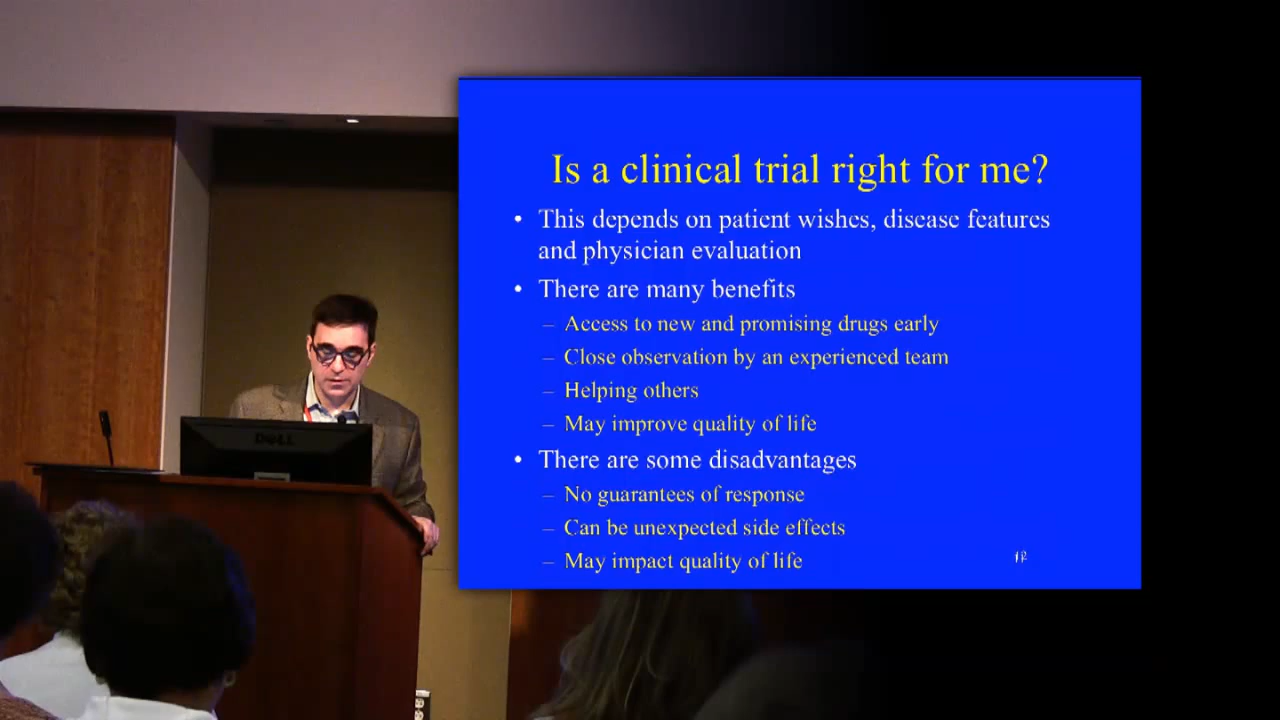 Is a clinical trial right for me?
• This depends on patient wishes, disease features
and physician evaluation
• There are many benefits
– Access to new and promising drugs early
– Close observation by an experienced team
– Helping others
– May improve quality of life
• There are some disadvantages
– No guarantees of response
– Can be unexpected side effects
– May impact quality of life
DELL